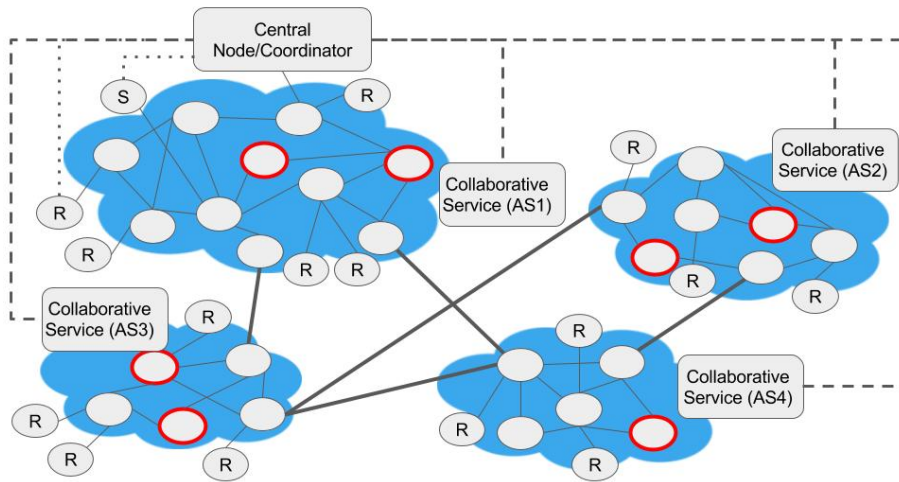 Central
Node/Coordinator
S
R
R
Collaborative
Service (AS1)
R
Collaborative
Service (AS2)
R
R
R
R
R
R
Collaborative
Service (AS3)
R
R
Collaborative
Service (AS4)
R
R
R
R
R